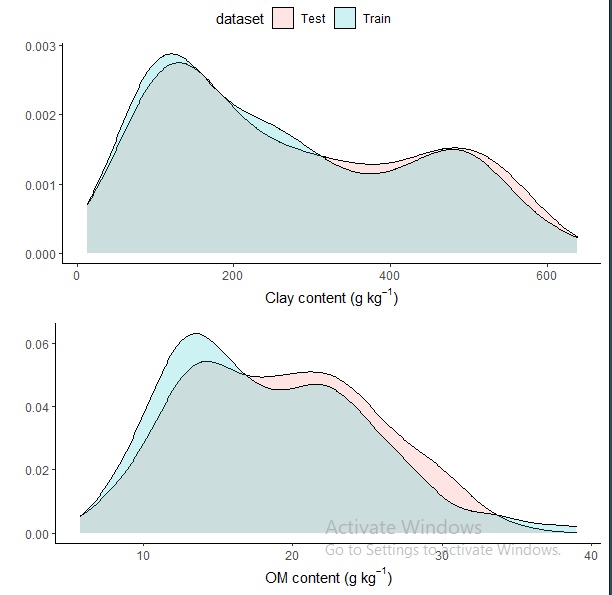 dataset Test Train
0.003
0.002
0.001
0.000
0 200 400 600
Clay content (g kg⁻¹)
0.06
0.04
0.02
0.00
Activate Windows
Go to Settings to activate Windows.
10 20 30 40
OM content (g kg⁻¹)